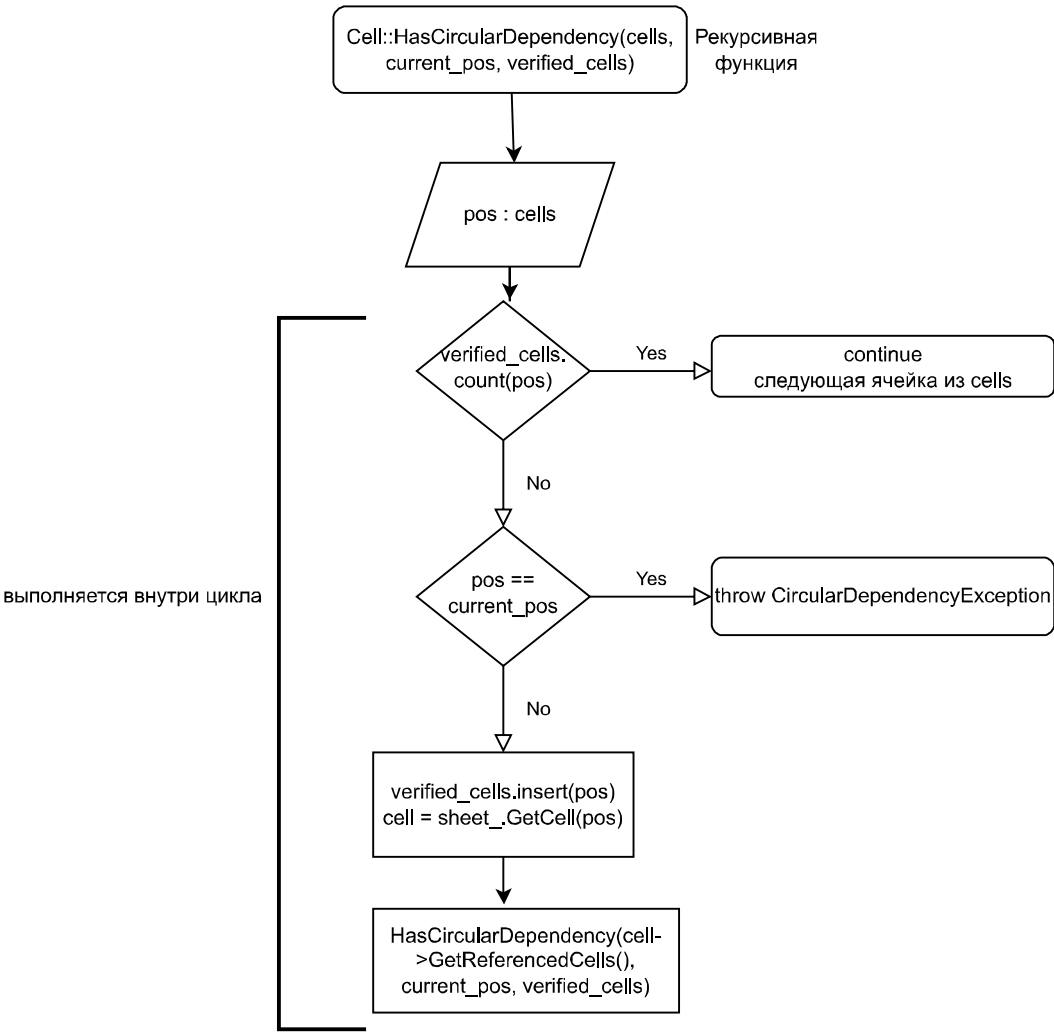 Cell::HasCircularDependency(cells,
current_pos, verified_cells)
Рекурсивная
функция
pos : cells
verified_cells.
count(pos)
Yes
continue
следующая ячейка из cells
No
выполняется внутри цикла
pos ==
current_pos
Yes
throw CircularDependencyException
No
verified_cells.insert(pos)
cell = sheet_.GetCell(pos)
HasCircularDependency(cell-
>GetReferencedCells(),
current_pos, verified_cells)